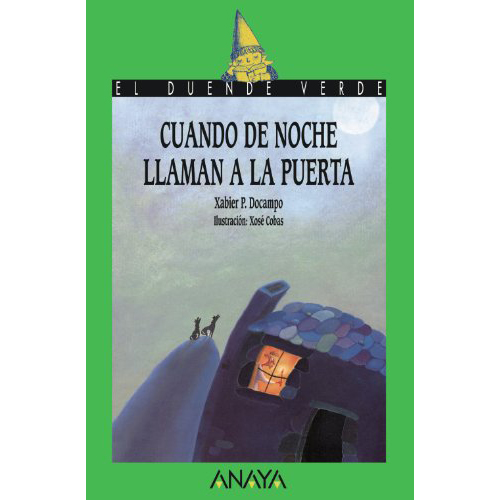 EL DUENDE VERDE
CUANDO DE NOCHE
LLAMAN A LA PUERTA
Xabier P. Docampo
Ilustración: Xosé Cobas
ANAYA